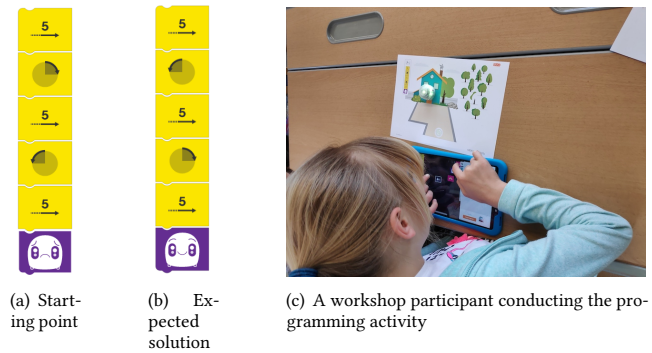 5
5
5
5
5
5
(a) Start-
ing point
(b) Ex-
pected
solution
(c) A workshop participant conducting the pro-
gramming activity